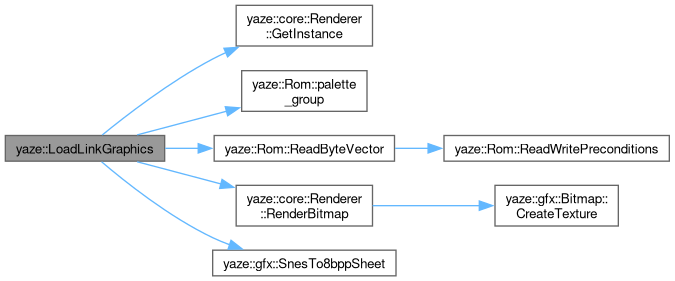 yaze::core::Renderer
::GetInstance
yaze::Rom::palette
_group
yaze::LoadLinkGraphics
yaze::Rom::ReadByteVector
yaze::Rom::ReadWritePreconditions
yaze::core::Renderer
::RenderBitmap
yaze::gfx::Bitmap::
CreateTexture
yaze::gfx::SnesTo8bppSheet